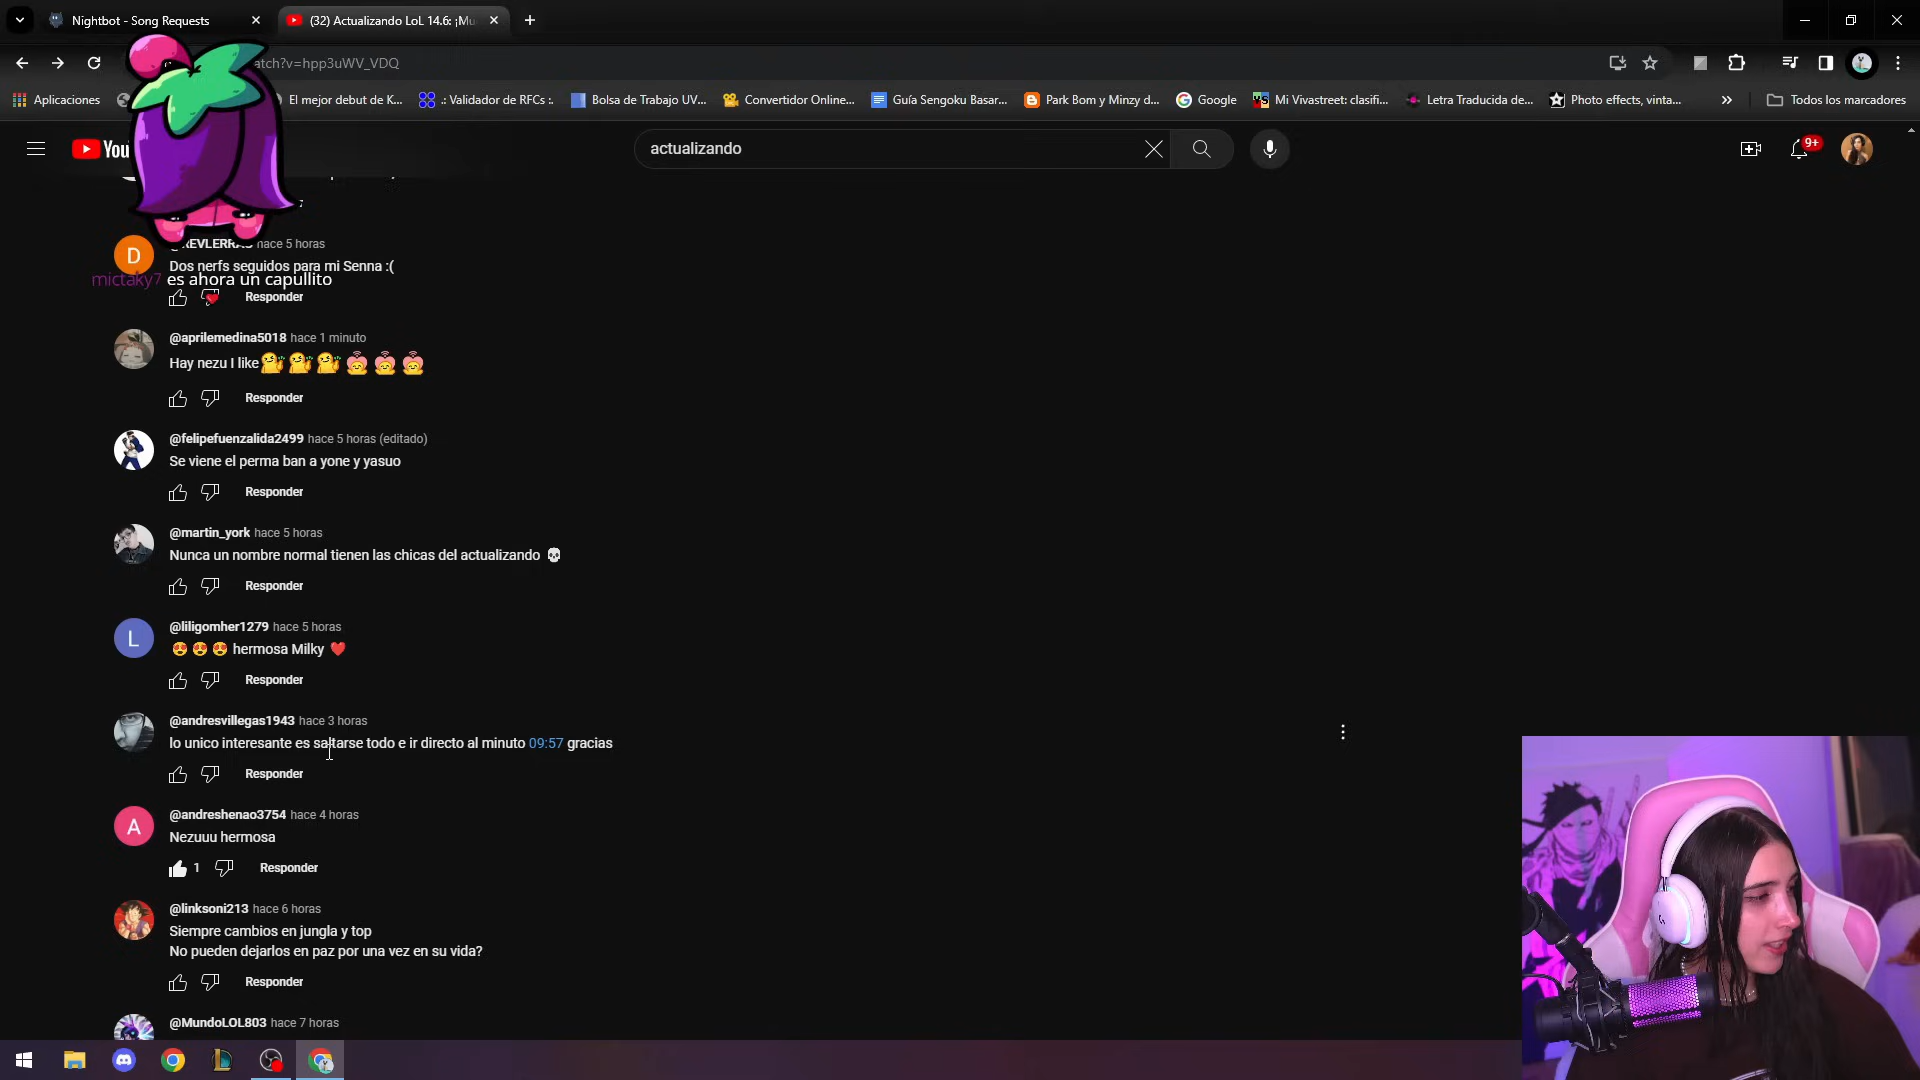 Nightbot - Song Requests
(32) Actualizando LoL 14.6: ¡Mu
atch?v=hpp3uWV_VDQ
Aplicaciones
El mejor debut de K...
.: Validador de RFCs :.
Bolsa de Trabajo UV...
Convertidor Online...
Guía Sengoku Basar...
Park Bom y Minzy d...
Google
Mi Vivastreet: clasifi...
Letra Traducida de...
Photo effects, vinta...
Todos los marcadores
You
actualizando
9+
D
@REVLERRAS hace 5 horas
Dos nerfs seguidos para mi Senna :(
mictaky7 es ahora un capullito
Responder
@aprilemedina5018 hace 1 minuto
Hay nezu I like
Responder
@felipefuenzalida2499 hace 5 horas (editado)
Se viene el perma ban a yone y yasuo
Responder
@martin_york hace 5 horas
Nunca un nombre normal tienen las chicas del actualizando 💀
Responder
L
@liligomher1279 hace 5 horas
😍😍😍 hermosa Milky ❤️
Responder
@andresvillegas1943 hace 3 horas
lo unico interesante es saltarse todo e ir directo al minuto 09:57 gracias
Responder
A
@andreshenao3754 hace 4 horas
Nezuuu hermosa
1 Responder
@linksoni213 hace 6 horas
Siempre cambios en jungla y top
No pueden dejarlos en paz por una vez en su vida?
Responder
@MundoLOL803 hace 7 horas